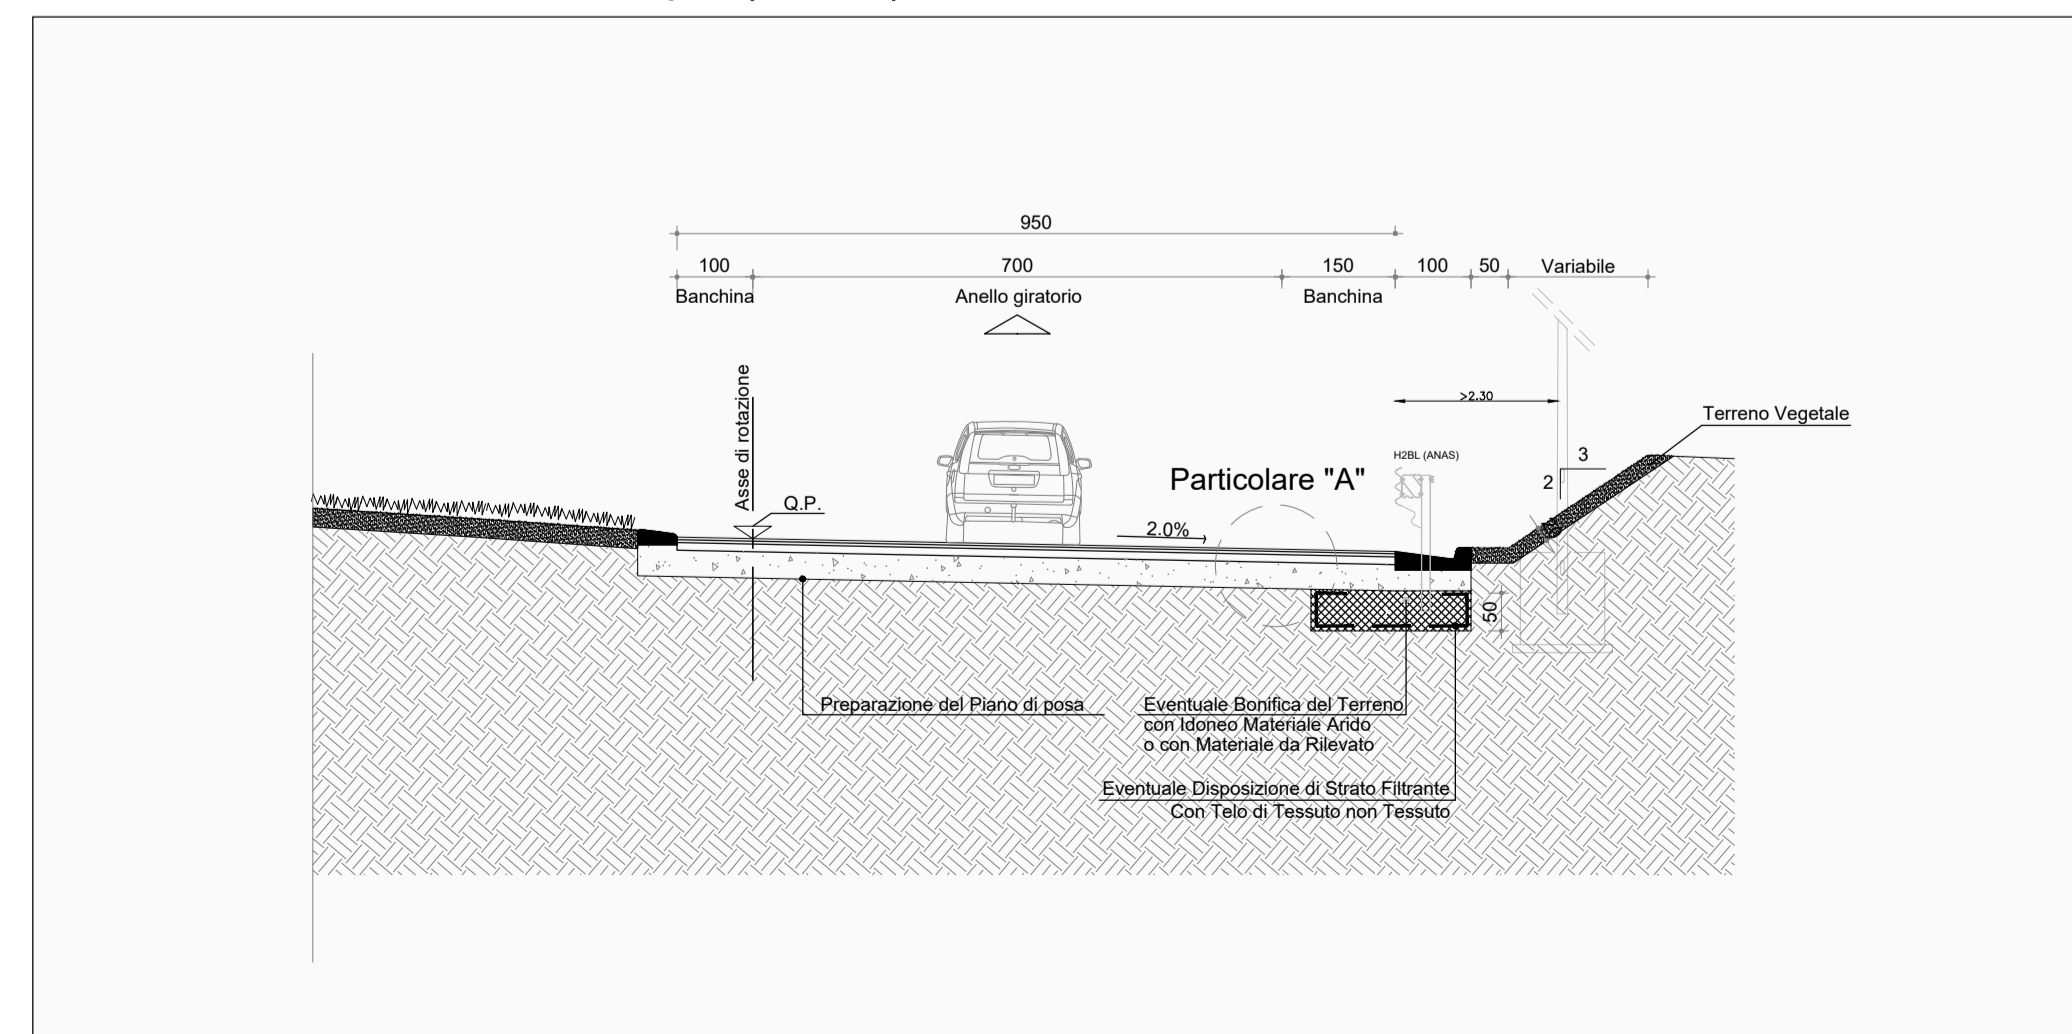 950
100 700 150 100 50 Variabile
Banchina Anello giratorio Banchina
Asse di rotazione
>2.30
Terreno Vegetale
H2BL (ANAS)
3
2
Particolare "A"
Q.P.
2.0%
50
Preparazione del Piano di posa
Eventuale Bonifica del Terreno
con Idoneo Materiale Arido
o con Materiale da Rilevato
Eventuale Disposizione di Strato Filtrante
Con Telo di Tessuto non Tessuto